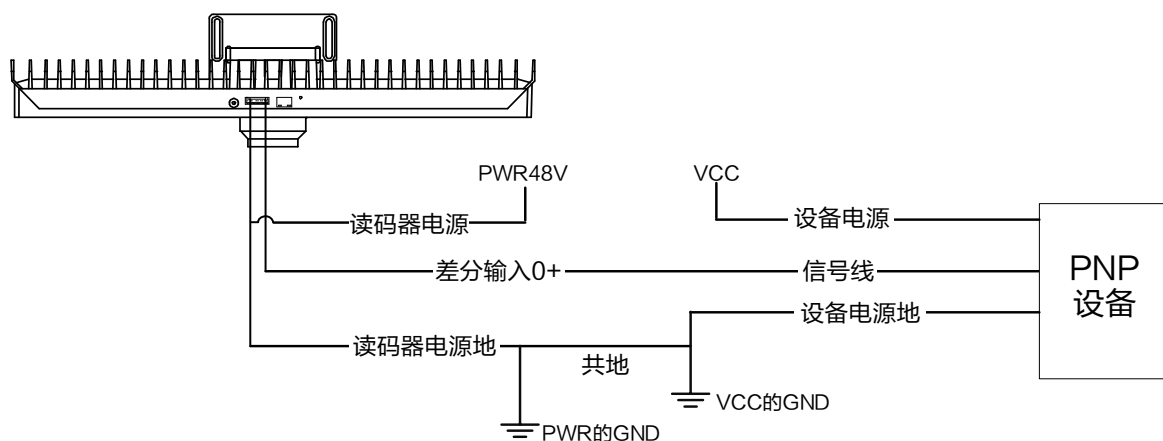 PWR48V
VCC
读码器电源
设备电源
差分输入0+
信号线
PNP
设备
设备电源地
读码器电源地
共地
VCC的GND
PWR的GND